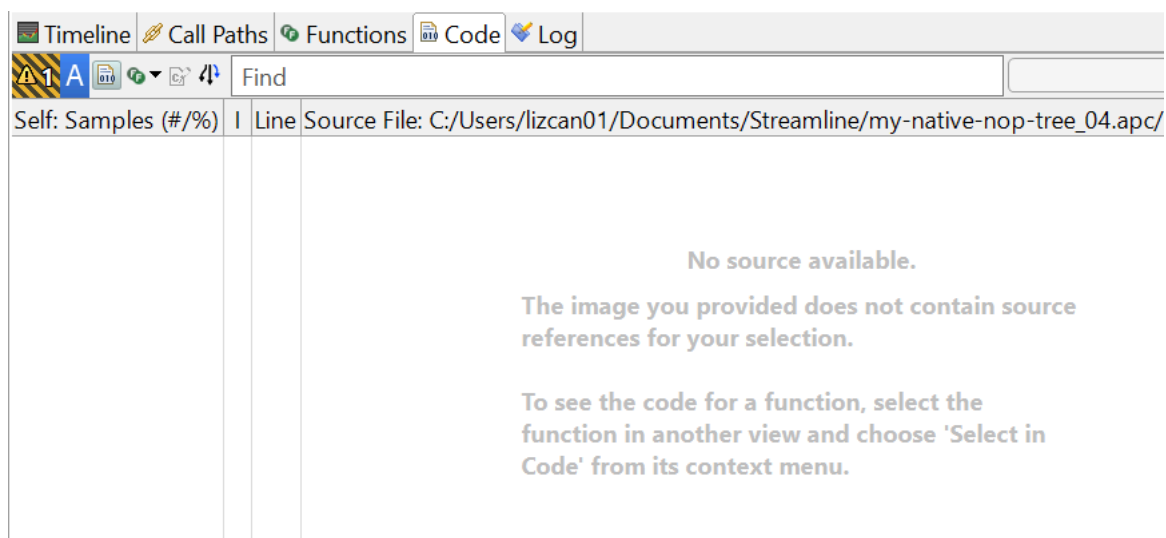 Timeline Call Paths Functions Code Log
1 A Find
Self: Samples (#/%) I Line Source File: C:/Users/lizcan01/Documents/Streamline/my-native-nop-tree_04.apc/
No source available.
The image you provided does not contain source
references for your selection.
To see the code for a function, select the
function in another view and choose 'Select in
Code' from its context menu.